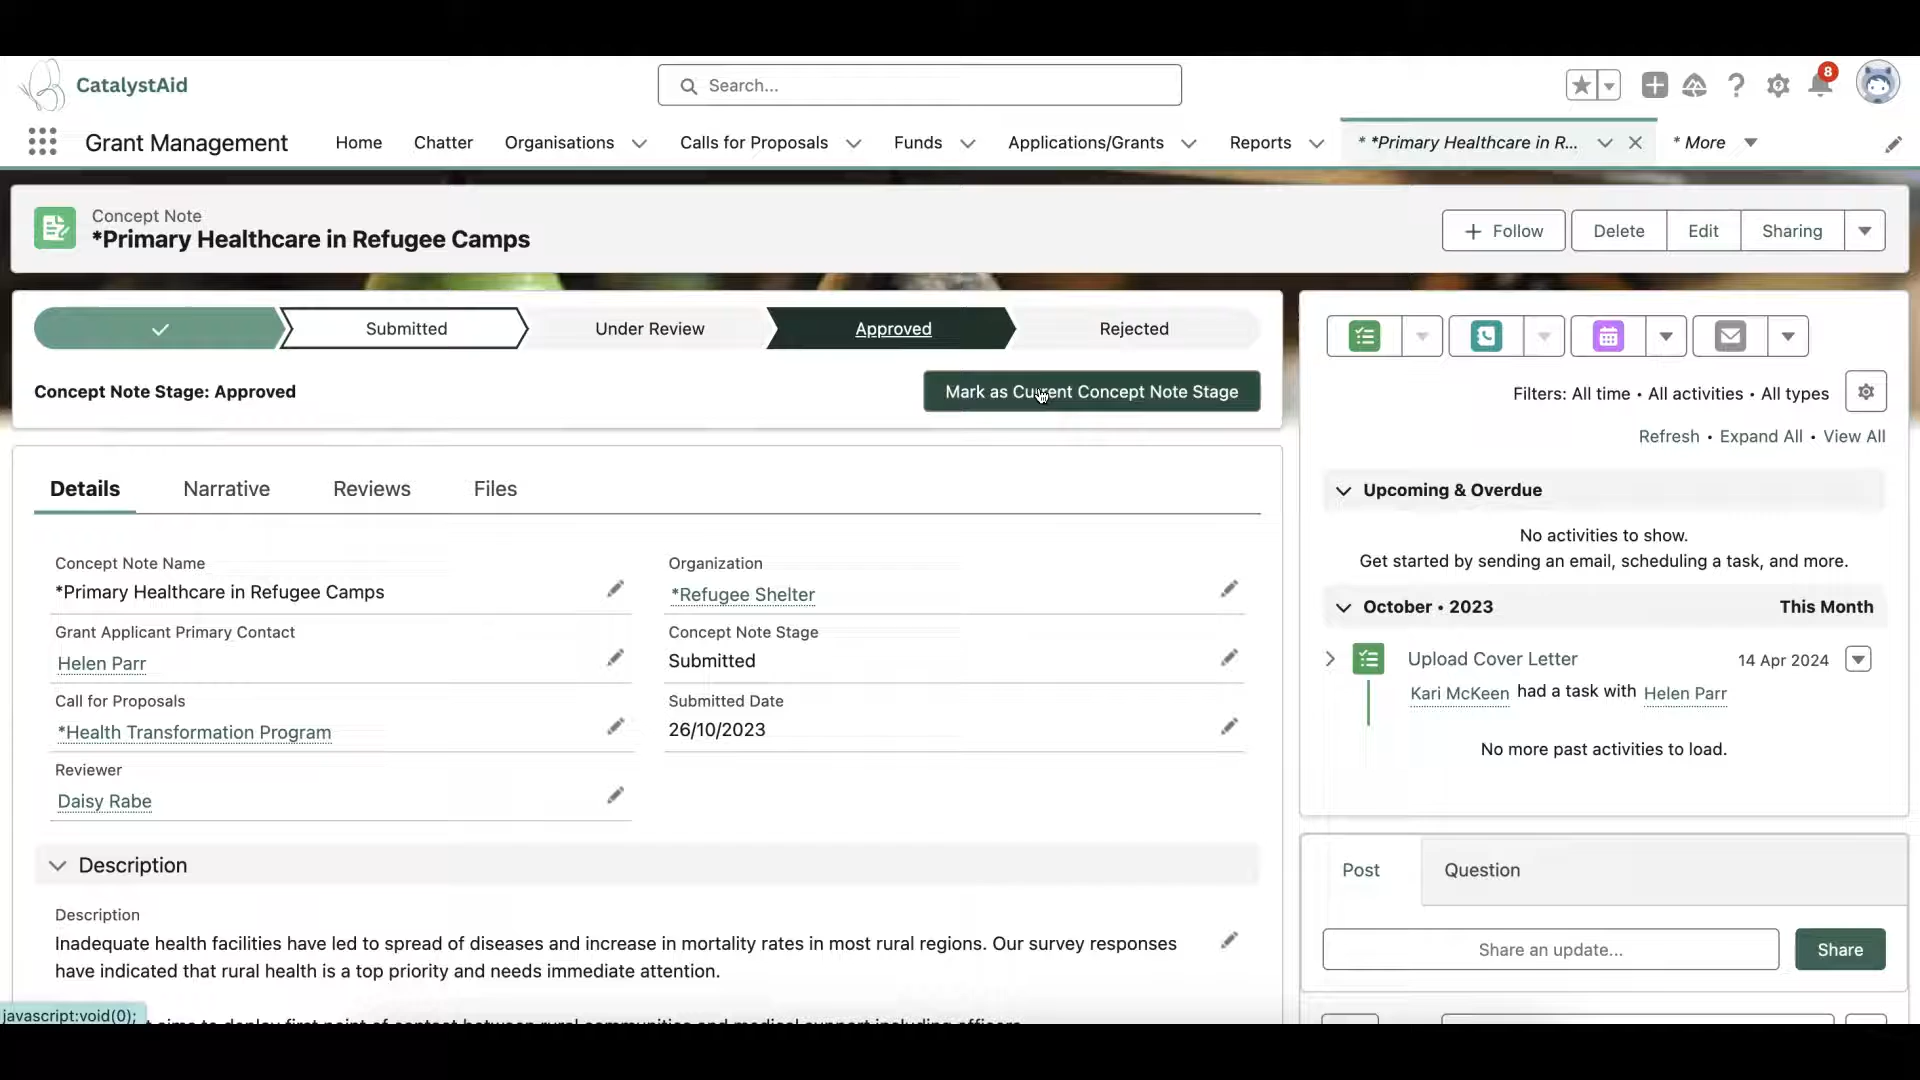 CatalystAid
Search...
8
Grant Management
Home
Chatter
Organisations
Calls for Proposals
Funds
Applications/Grants
Reports
* *Primary Healthcare in R...
* More
Concept Note
*Primary Healthcare in Refugee Camps
Follow
Delete
Edit
Sharing
Submitted
Under Review
Approved
Rejected
Concept Note Stage: Approved
Mark as Current Concept Note Stage
Filters: All time • All activities • All types
Refresh • Expand All • View All
Upcoming & Overdue
No activities to show.
Get started by sending an email, scheduling a task, and more.
October • 2023
This Month
Upload Cover Letter
14 Apr 2024
Kari McKeen had a task with Helen Parr
No more past activities to load.
Details
Narrative
Reviews
Files
Concept Note Name
*Primary Healthcare in Refugee Camps
Organization
*Refugee Shelter
Grant Applicant Primary Contact
Helen Parr
Concept Note Stage
Submitted
Call for Proposals
*Health Transformation Program
Submitted Date
26/10/2023
Reviewer
Daisy Rabe
Description
Description
Inadequate health facilities have led to spread of diseases and increase in mortality rates in most rural regions. Our survey responses
have indicated that rural health is a top priority and needs immediate attention.
Post
Question
Share an update...
Share
javascript:void(0);